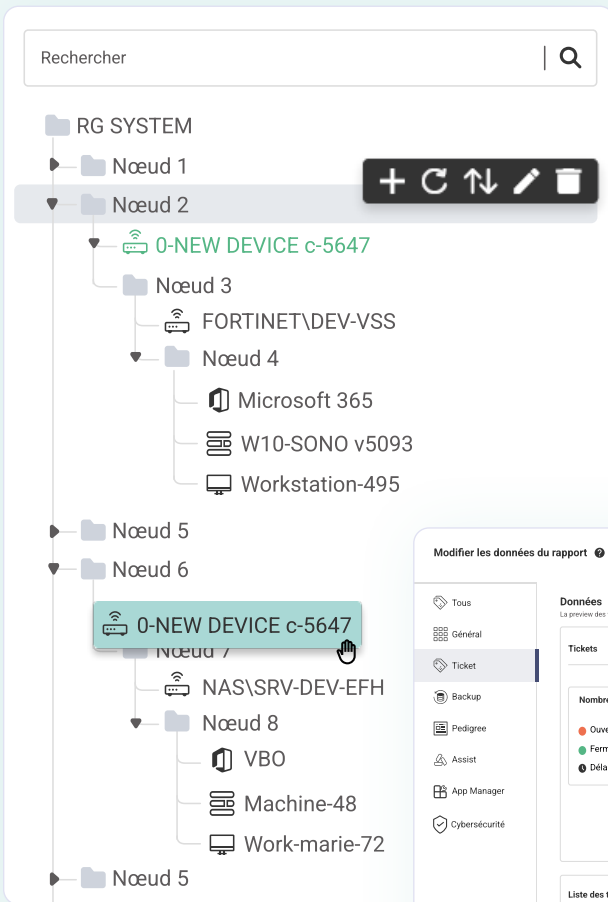 Rechercher
RG SYSTEM
Nœud 1
Nœud 2
0-NEW DEVICE c-5647
Nœud 3
FORTINET\DEV-VSS
Nœud 4
Microsoft 365
W10-SONO v5093
Workstation-495
Nœud 5
Nœud 6
0-NEW DEVICE c-5647
Nœud 7
NAS\SRV-DEV-EFH
Nœud 8
VBO
Machine-48
Work-marie-72
Nœud 5
Modifier les données du rapport
Tous
Général
Ticket
Backup
Pedigree
Assist
App Manager
Cybersécurité
Données
La preview des
Tickets
Nombre
Ouve
Ferm
Déla
Liste des t